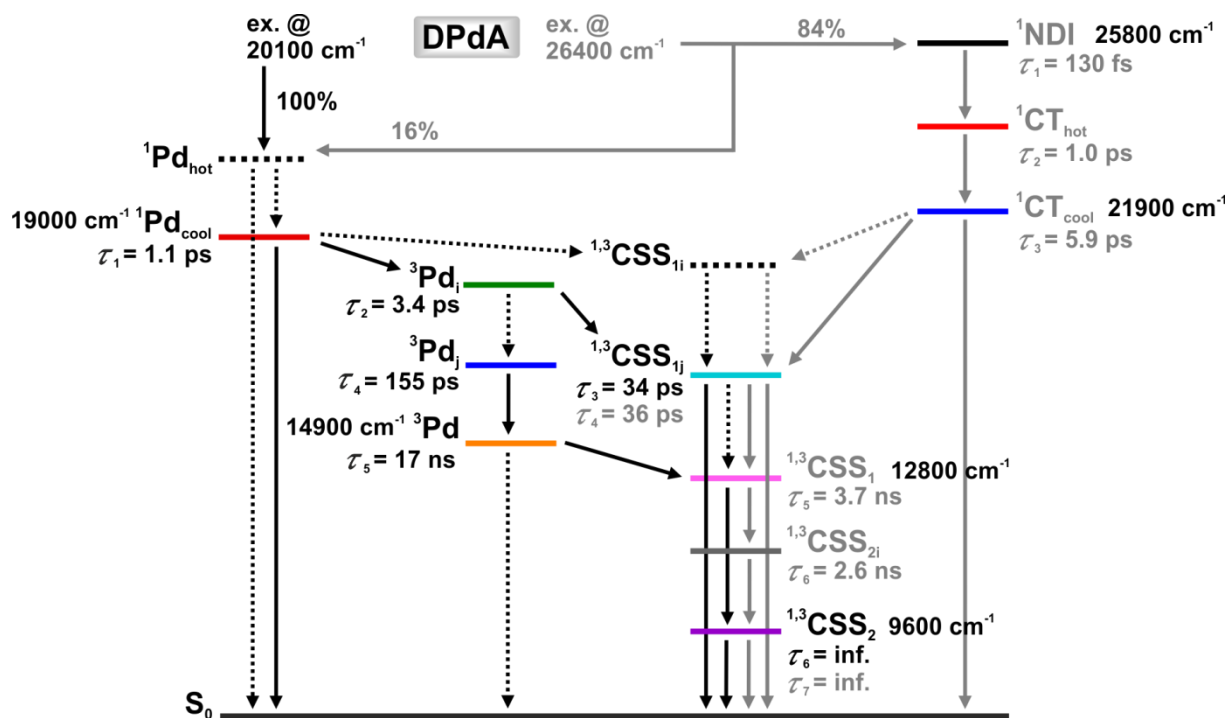 ex. @
20100 cm⁻¹
DPdA
ex. @
26400 cm⁻¹
84%
¹NDI 25800 cm⁻¹
τ₁ = 130 fs
100%
16%
¹CT_hot
τ₂ = 1.0 ps
¹Pd_hot
19000 cm⁻¹ ¹Pd_cool
τ₁ = 1.1 ps
¹CT_cool 21900 cm⁻¹
τ₃ = 5.9 ps
¹,³CSS₁ᵢ
³Pdᵢ
τ₂ = 3.4 ps
³Pdⱼ
τ₄ = 155 ps
¹,³CSS₁ⱼ
τ₃ = 34 ps
τ₄ = 36 ps
14900 cm⁻¹ ³Pd
τ₅ = 17 ns
¹,³CSS₁ 12800 cm⁻¹
τ₅ = 3.7 ns
¹,³CSS₂ᵢ
τ₆ = 2.6 ns
¹,³CSS₂ 9600 cm⁻¹
τ₆ = inf.
τ₇ = inf.
S₀